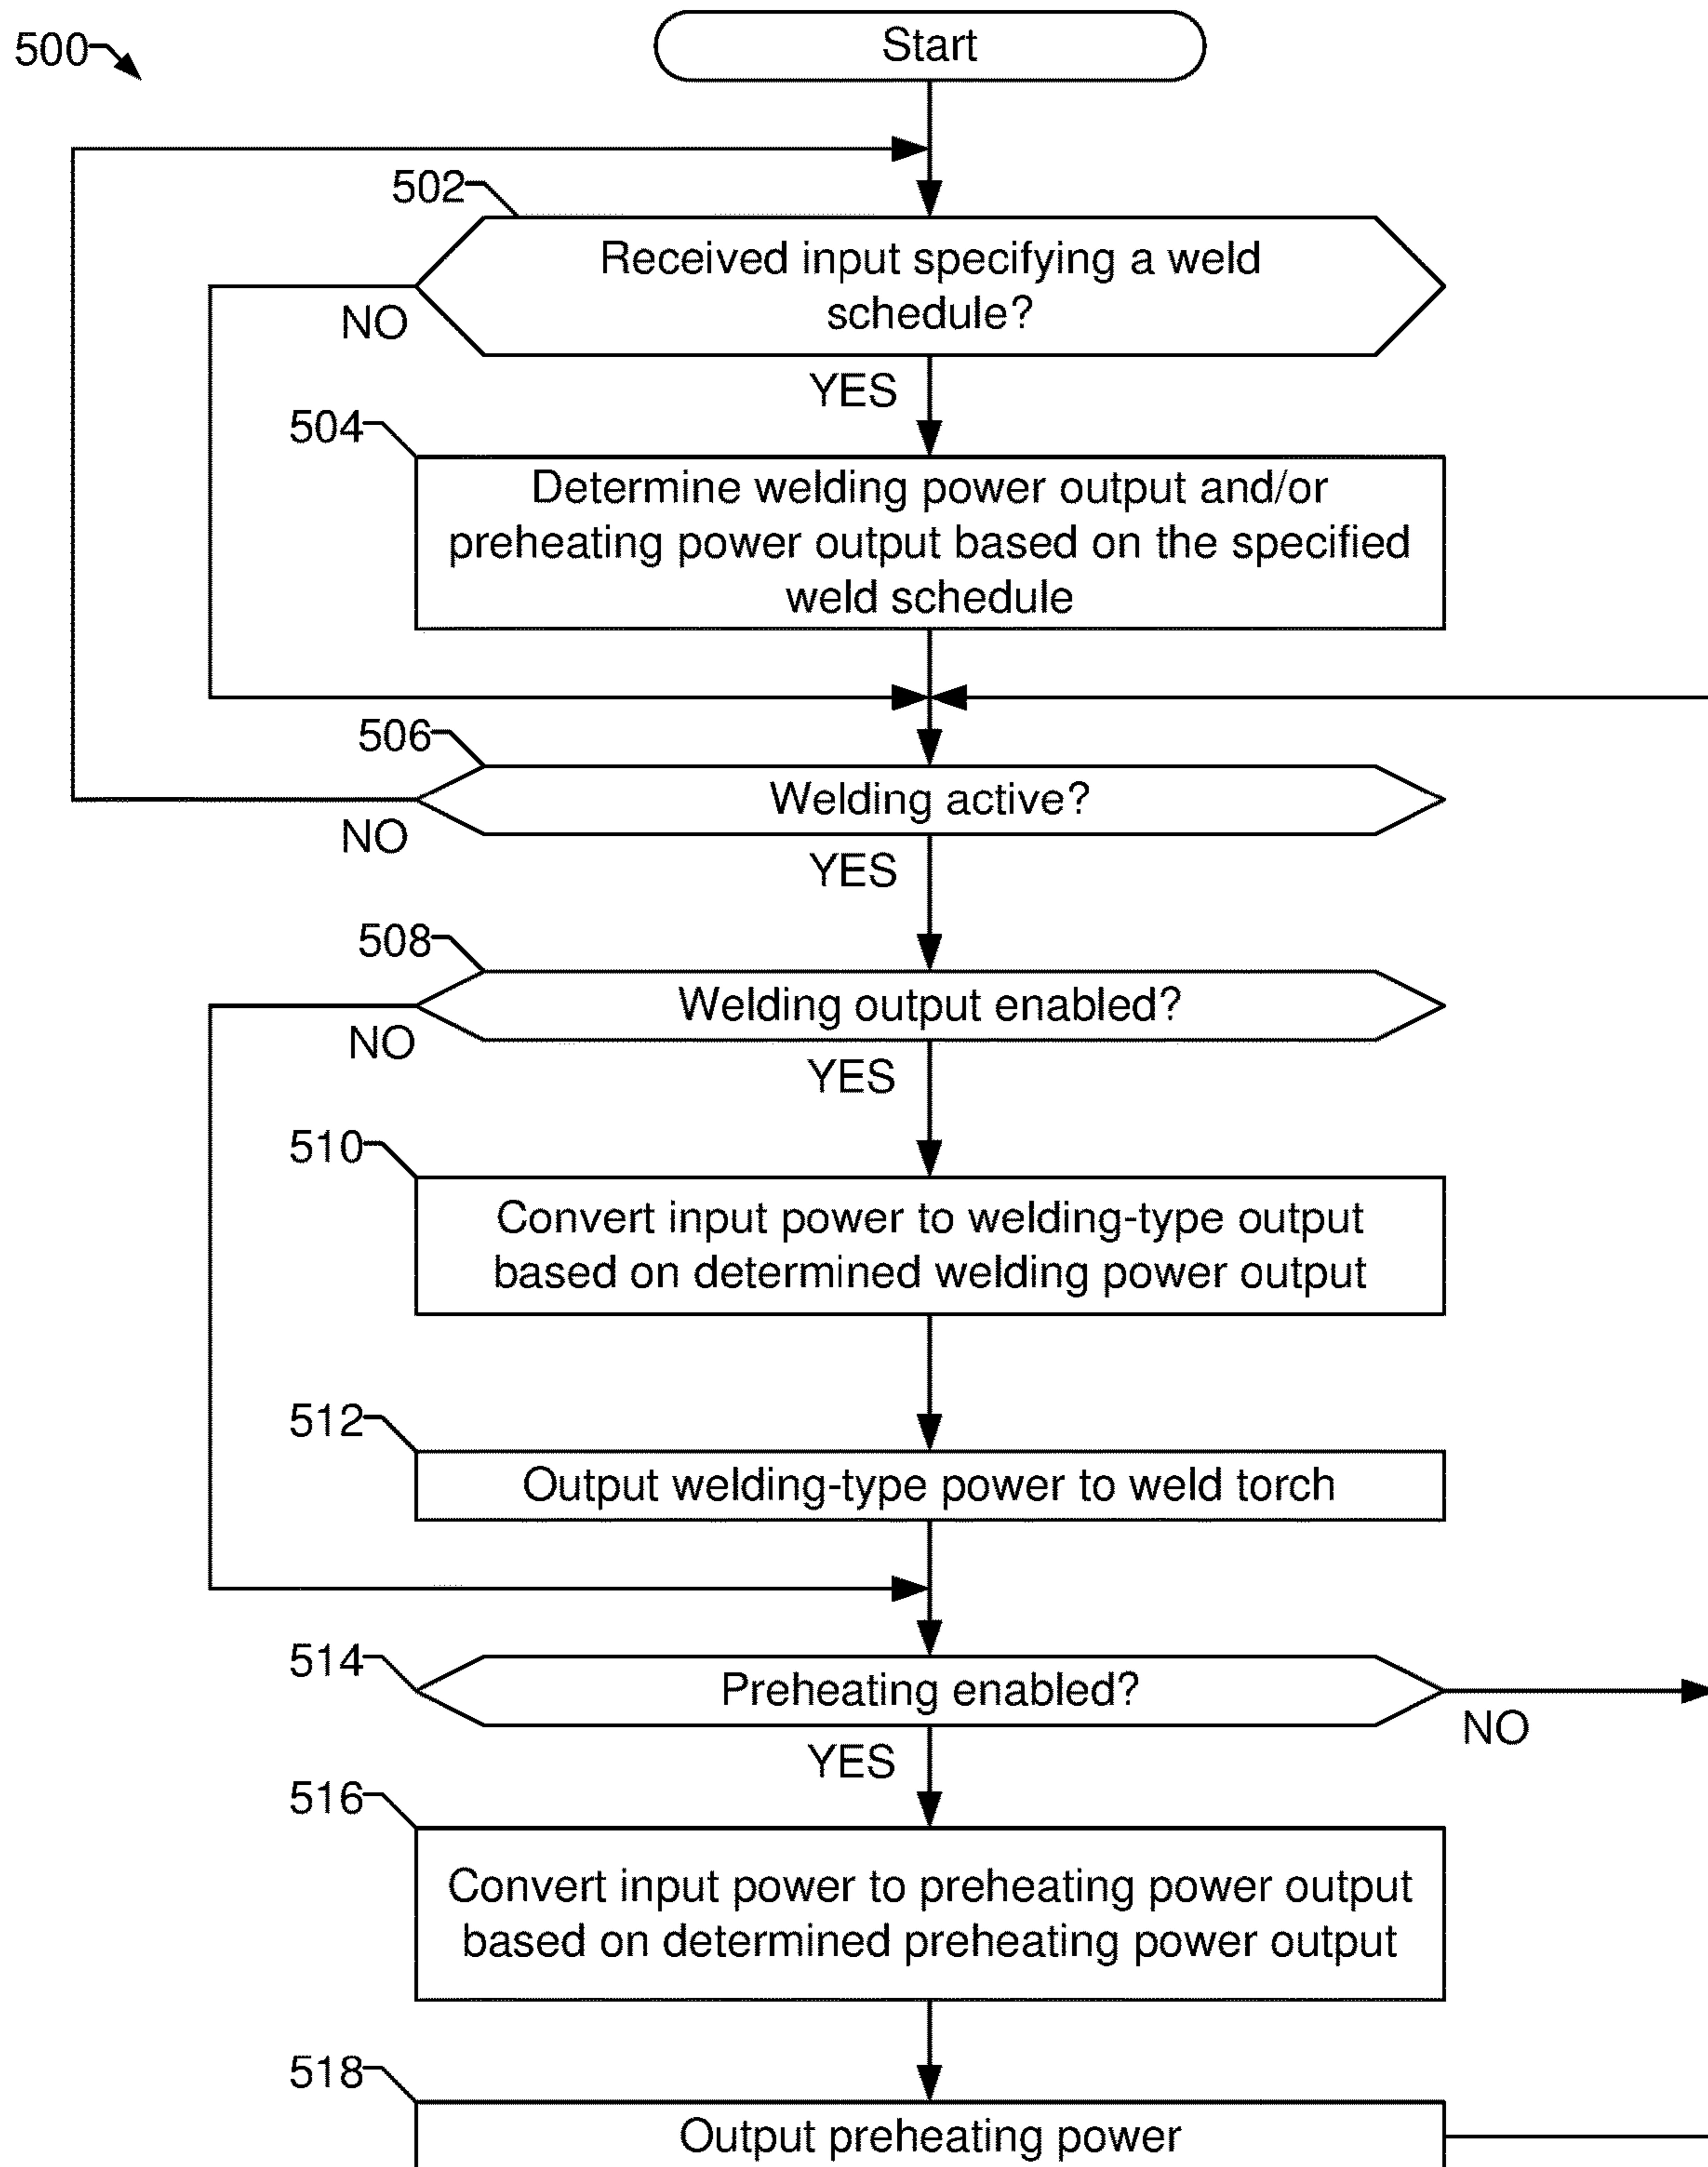 500
Start
502
Received input specifying a weld
schedule?
NO
YES
504
Determine welding power output and/or
preheating power output based on the specified
weld schedule
506
Welding active?
NO
YES
508
Welding output enabled?
NO
YES
510
Convert input power to welding-type output
based on determined welding power output
512
Output welding-type power to weld torch
514
Preheating enabled?
NO
YES
516
Convert input power to preheating power output
based on determined preheating power output
518
Output preheating power